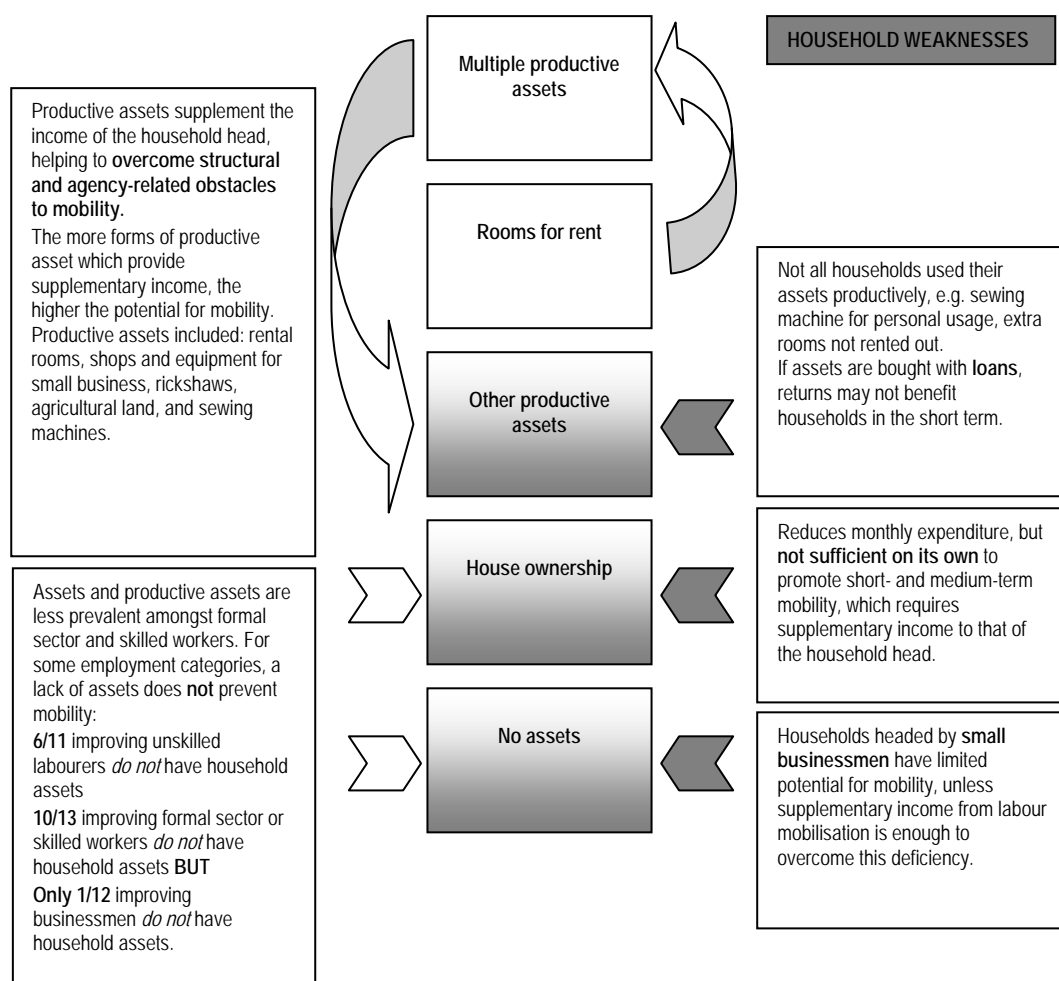 HOUSEHOLD WEAKNESSES
Multiple productive
assets
Productive assets supplement the
income of the household head,
helping to overcome structural
and agency-related obstacles
to mobility.
The more forms of productive
asset which provide
supplementary income, the
higher the potential for mobility.
Productive assets included: rental
rooms, shops and equipment for
small business, rickshaws,
agricultural land, and sewing
machines.
Rooms for rent
Not all households used their
assets productively, e.g. sewing
machine for personal usage, extra
rooms not rented out.
If assets are bought with loans,
returns may not benefit
households in the short term.
Other productive
assets
House ownership
Reduces monthly expenditure, but
not sufficient on its own to
promote short- and medium-term
mobility, which requires
supplementary income to that of
the household head.
Assets and productive assets are
less prevalent amongst formal
sector and skilled workers. For
some employment categories, a
lack of assets does not prevent
mobility:
6/11 improving unskilled
labourers do not have household
assets
10/13 improving formal sector or
skilled workers do not have
household assets BUT
Only 1/12 improving
businessmen do not have
household assets.
No assets
Households headed by small
businessmen have limited
potential for mobility, unless
supplementary income from labour
mobilisation is enough to
overcome this deficiency.